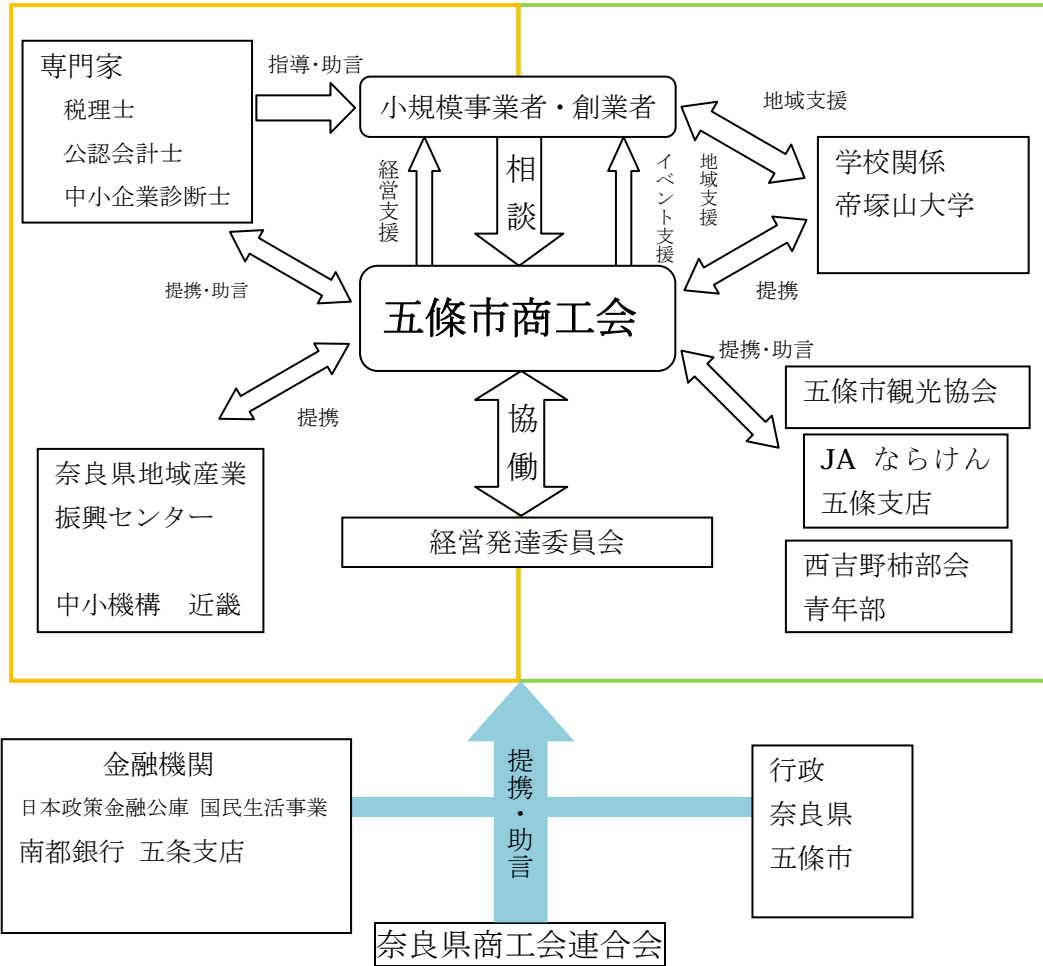 専門家
税理士
公認会計士
中小企業診断士
指導・助言
小規模事業者・創業者
地域支援
学校関係
帝塚山大学
経営支援
相談
イベント支援
地域支援
提携・助言
五條市商工会
提携
提携・助言
提携
協働
五條市観光協会
JA ならけん
五條支店
奈良県地域産業
振興センター
中小機構 近畿
経営発達委員会
西吉野柿部会
青年部
金融機関
日本政策金融公庫 国民生活事業
南都銀行 五条支店
提携・助言
行政
奈良県
五條市
奈良県商工会連合会